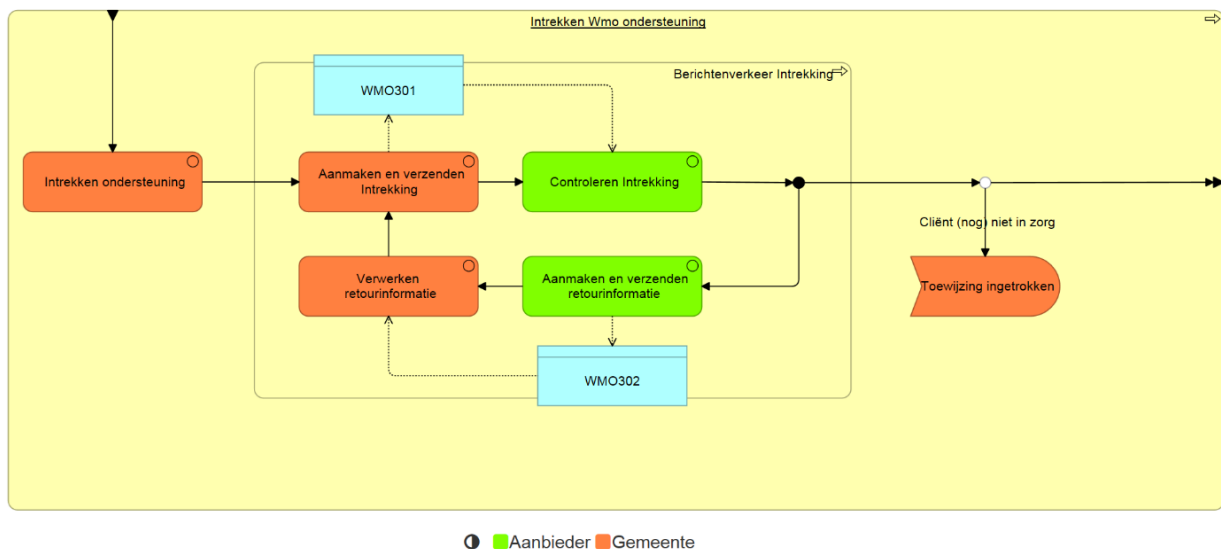 Intrekken Wmo ondersteuning
Berichtenverkeer Intrekking
WMO301
Intrekken ondersteuning
Aanmaken en verzenden
Intrekking
Controleren Intrekking
Cliënt (nog) niet in zorg
Verwerken
retourinformatie
Aanmaken en verzenden
retourinformatie
Toewijzing ingetrokken
WMO302
Aanbieder
Gemeente